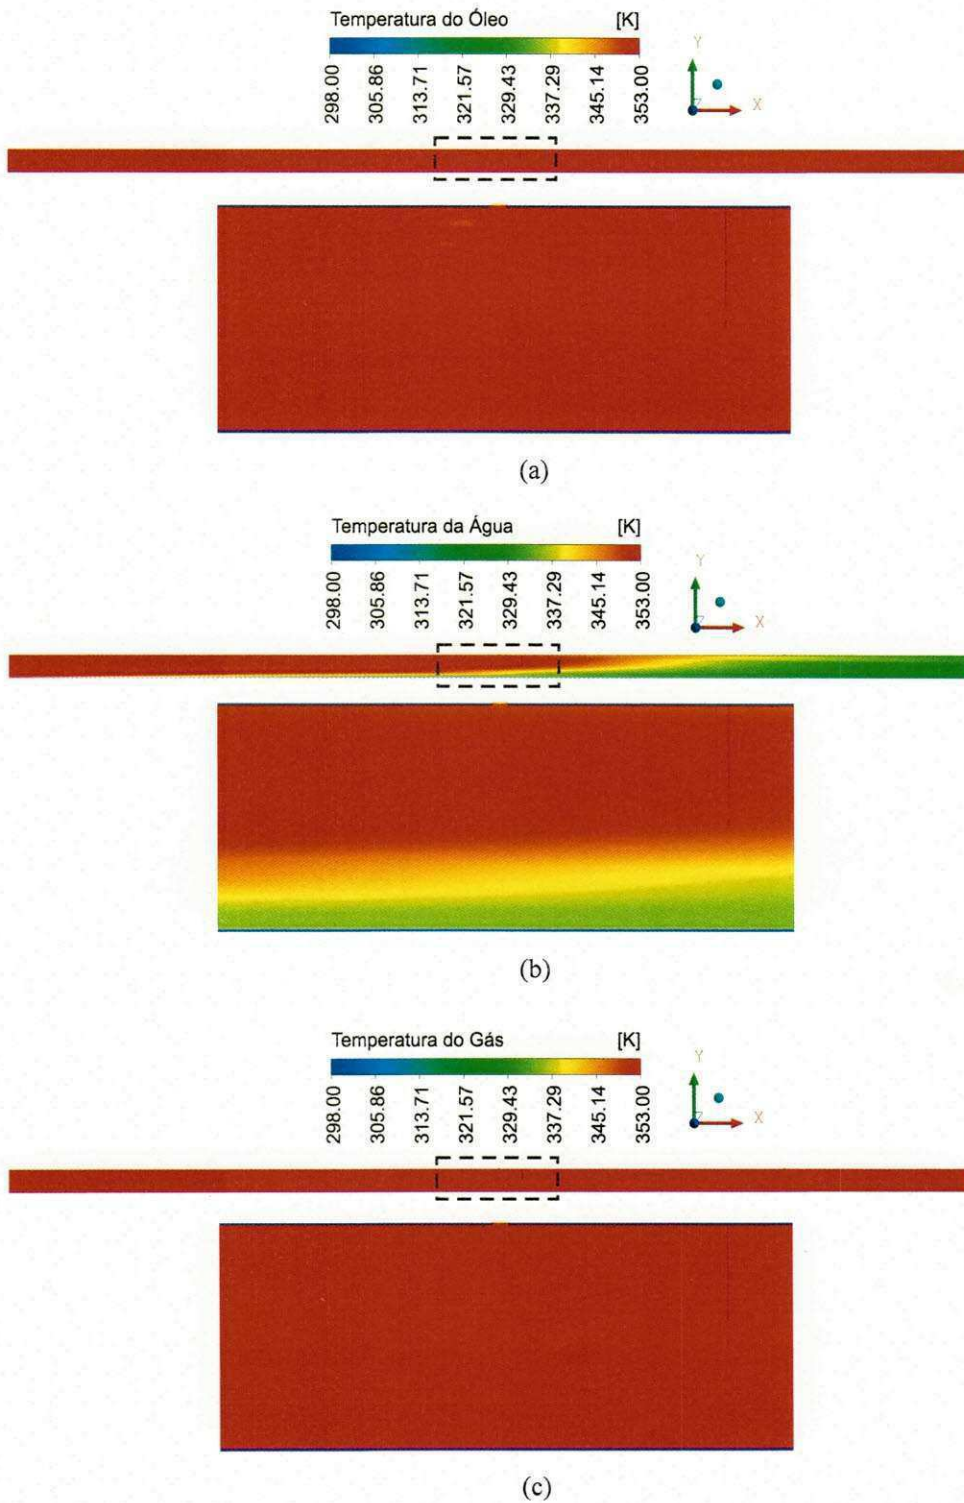 Temperatura do Óleo [K]
298.00 305.86 313.71 321.57 329.43 337.29 345.14 353.00
Y
X
(a)
Temperatura da Água [K]
298.00 305.86 313.71 321.57 329.43 337.29 345.14 353.00
Y
X
(b)
Temperatura do Gás [K]
298.00 305.86 313.71 321.57 329.43 337.29 345.14 353.00
Y
X
(c)